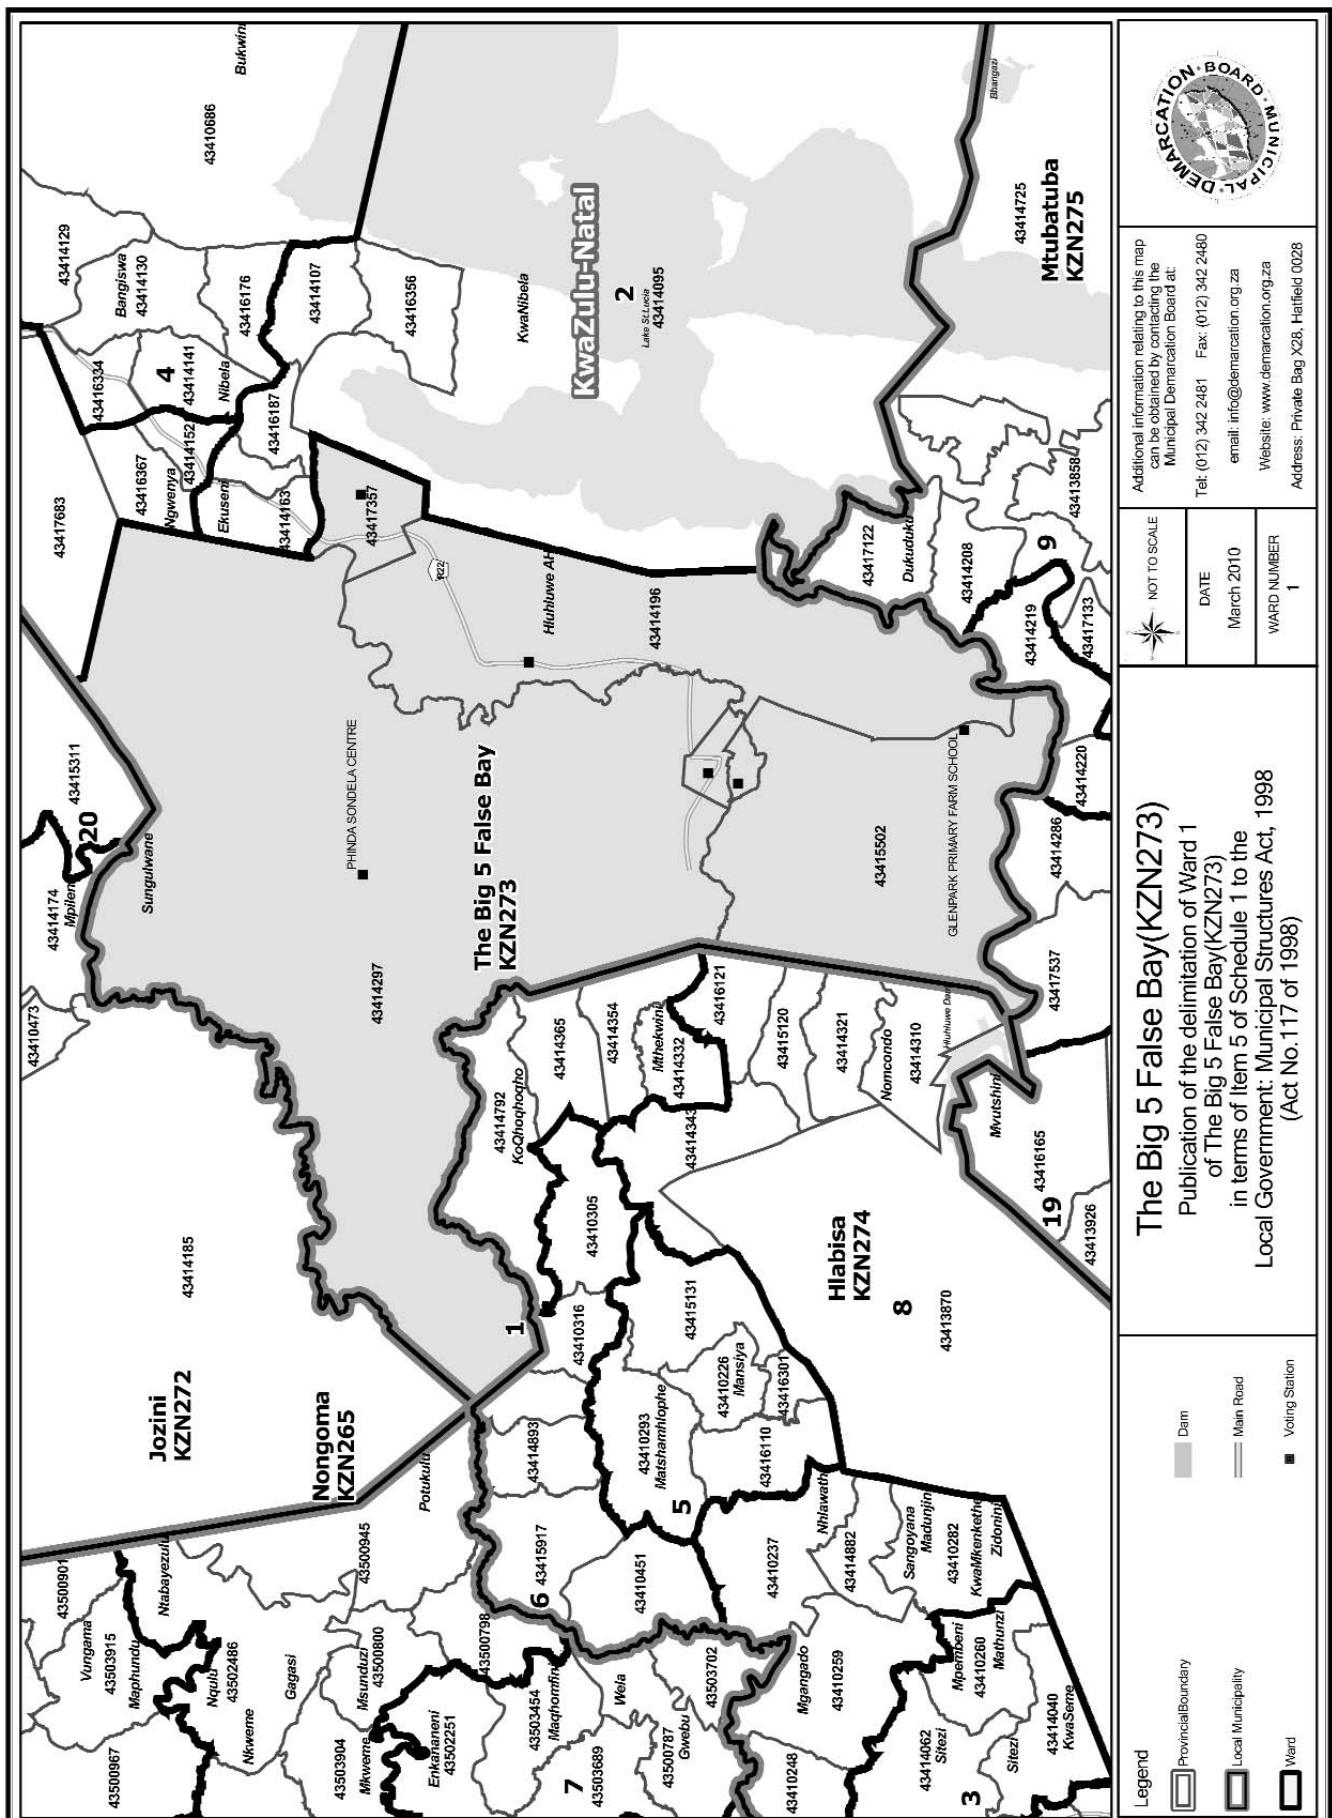 Bukwini
43410686
43414129
Bangiswa
43414130
43416176
43414107
43416356
43416334
4
43414141
Nibela
43416187
43417683
43416367
Ngwenya
43414152
Ekuseni
43414163
43417357
R22
KwaNibela
KwaZulu-Natal
2
Lake St.Lucia
43414095
Bhangazi
43414725
Mtubatuba
KZN275
Hluhluwe AH
43414196
43417122
Dukuduku
43414208
43413858
9
43414219
43417133
43415311
20
43414174
Sungulwane
PHINDA SONDELA CENTRE
The Big 5 False Bay
KZN273
43414297
43410473
43415502
GLENPARK PRIMARY FARM SCHOOL
43414220
43414286
43417537
43414792
KoQhoqhoqho
43414365
43414354
Mthekwini
43414332
43416121
43414343
43415120
43414321
Nomcondo
43414310
Hluhluwe Dam
Mvutshini
43416165
19
43413926
43414185
Jozini
KZN272
Nongoma
KZN265
Potukulu
1
43410305
43410316
43415131
43410226
Mansiya
43416301
43410293
Matshamhlophe
43416110
5
43414893
Hlabisa
KZN274
8
43413870
43500901
Vungama
43503915
Maphundu
Ntabayezulu
43500945
Nqulu
43502486
Gagasi
Nkweme
43500967
Msunduzi
43500800
43503904
Mkweme
Enkananeni
43502251
43500798
6
43415917
43410451
43503454
7
43503689
Wela
43500787
Gwebu
43503702
43410237
43414882
Sangoyana
Madunjini
43410282
KwaMkenkethe
Zidonini
Mgangado
43410259
43410248
Mpembeni
43410260
Mathunzi
43414062
Sitezi
3
Sitezi
43414040
KwaSeme
MUNICIPAL DEMARCATION BOARD
Additional information relating to this map
can be obtained by contacting the
Municipal Demarcation Board at:
Tel: (012) 342 2481 Fax: (012) 342 2480
email: info@demarcation.org.za
Website: www.demarcation.org.za
Address: Private Bag X28, Hatfield 0028
NOT TO SCALE
DATE
March 2010
WARD NUMBER
1
The Big 5 False Bay(KZN273)
Publication of the delimitation of Ward 1
of The Big 5 False Bay(KZN273)
in terms of Item 5 of Schedule 1 to the
Local Government: Municipal Structures Act, 1998
(Act No.117 of 1998)
Legend
ProvincialBoundary
Local Municipality
Ward
Dam
Main Road
Voting Station